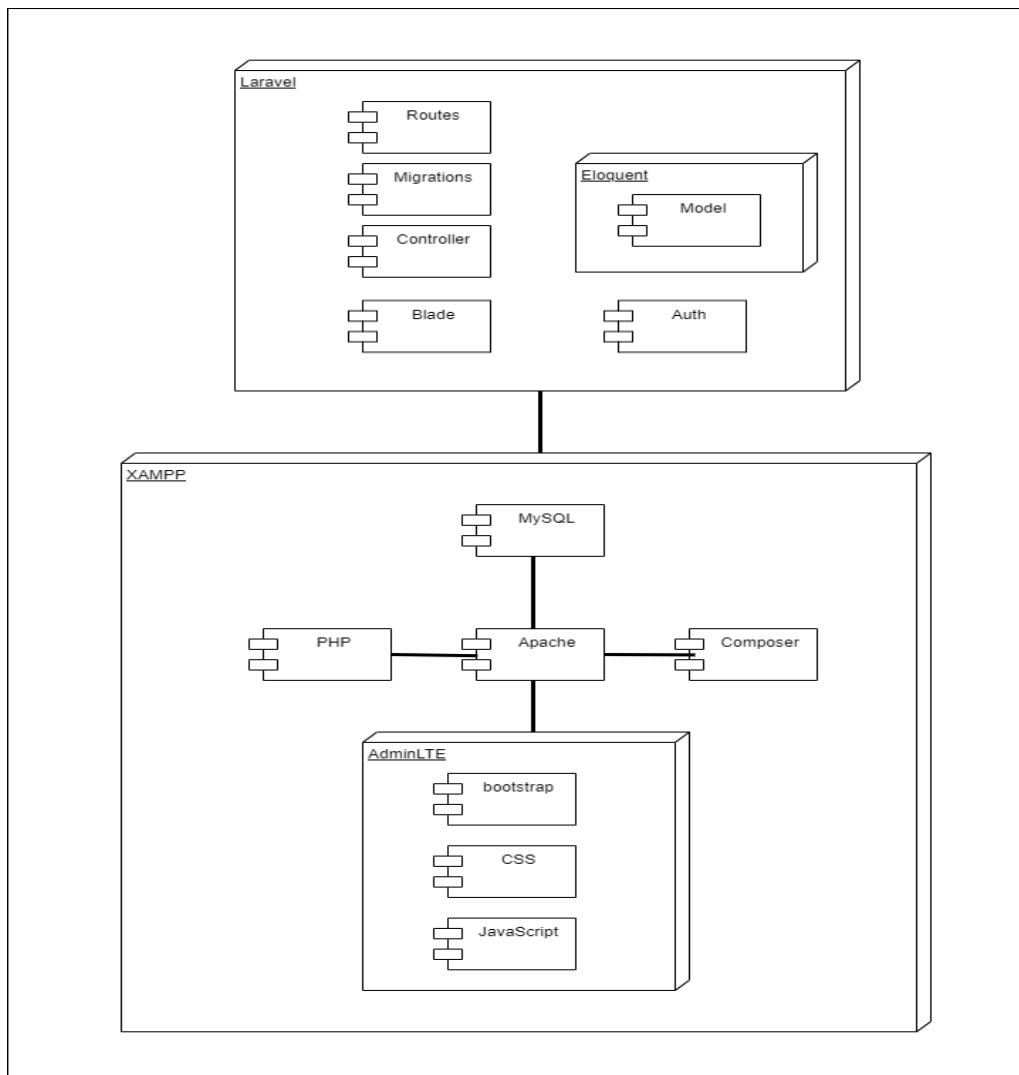 Laravel
Routes
Migrations
Eloquent
Model
Controller
Blade
Auth
XAMPP
MySQL
PHP
Apache
Composer
AdminLTE
bootstrap
CSS
JavaScript